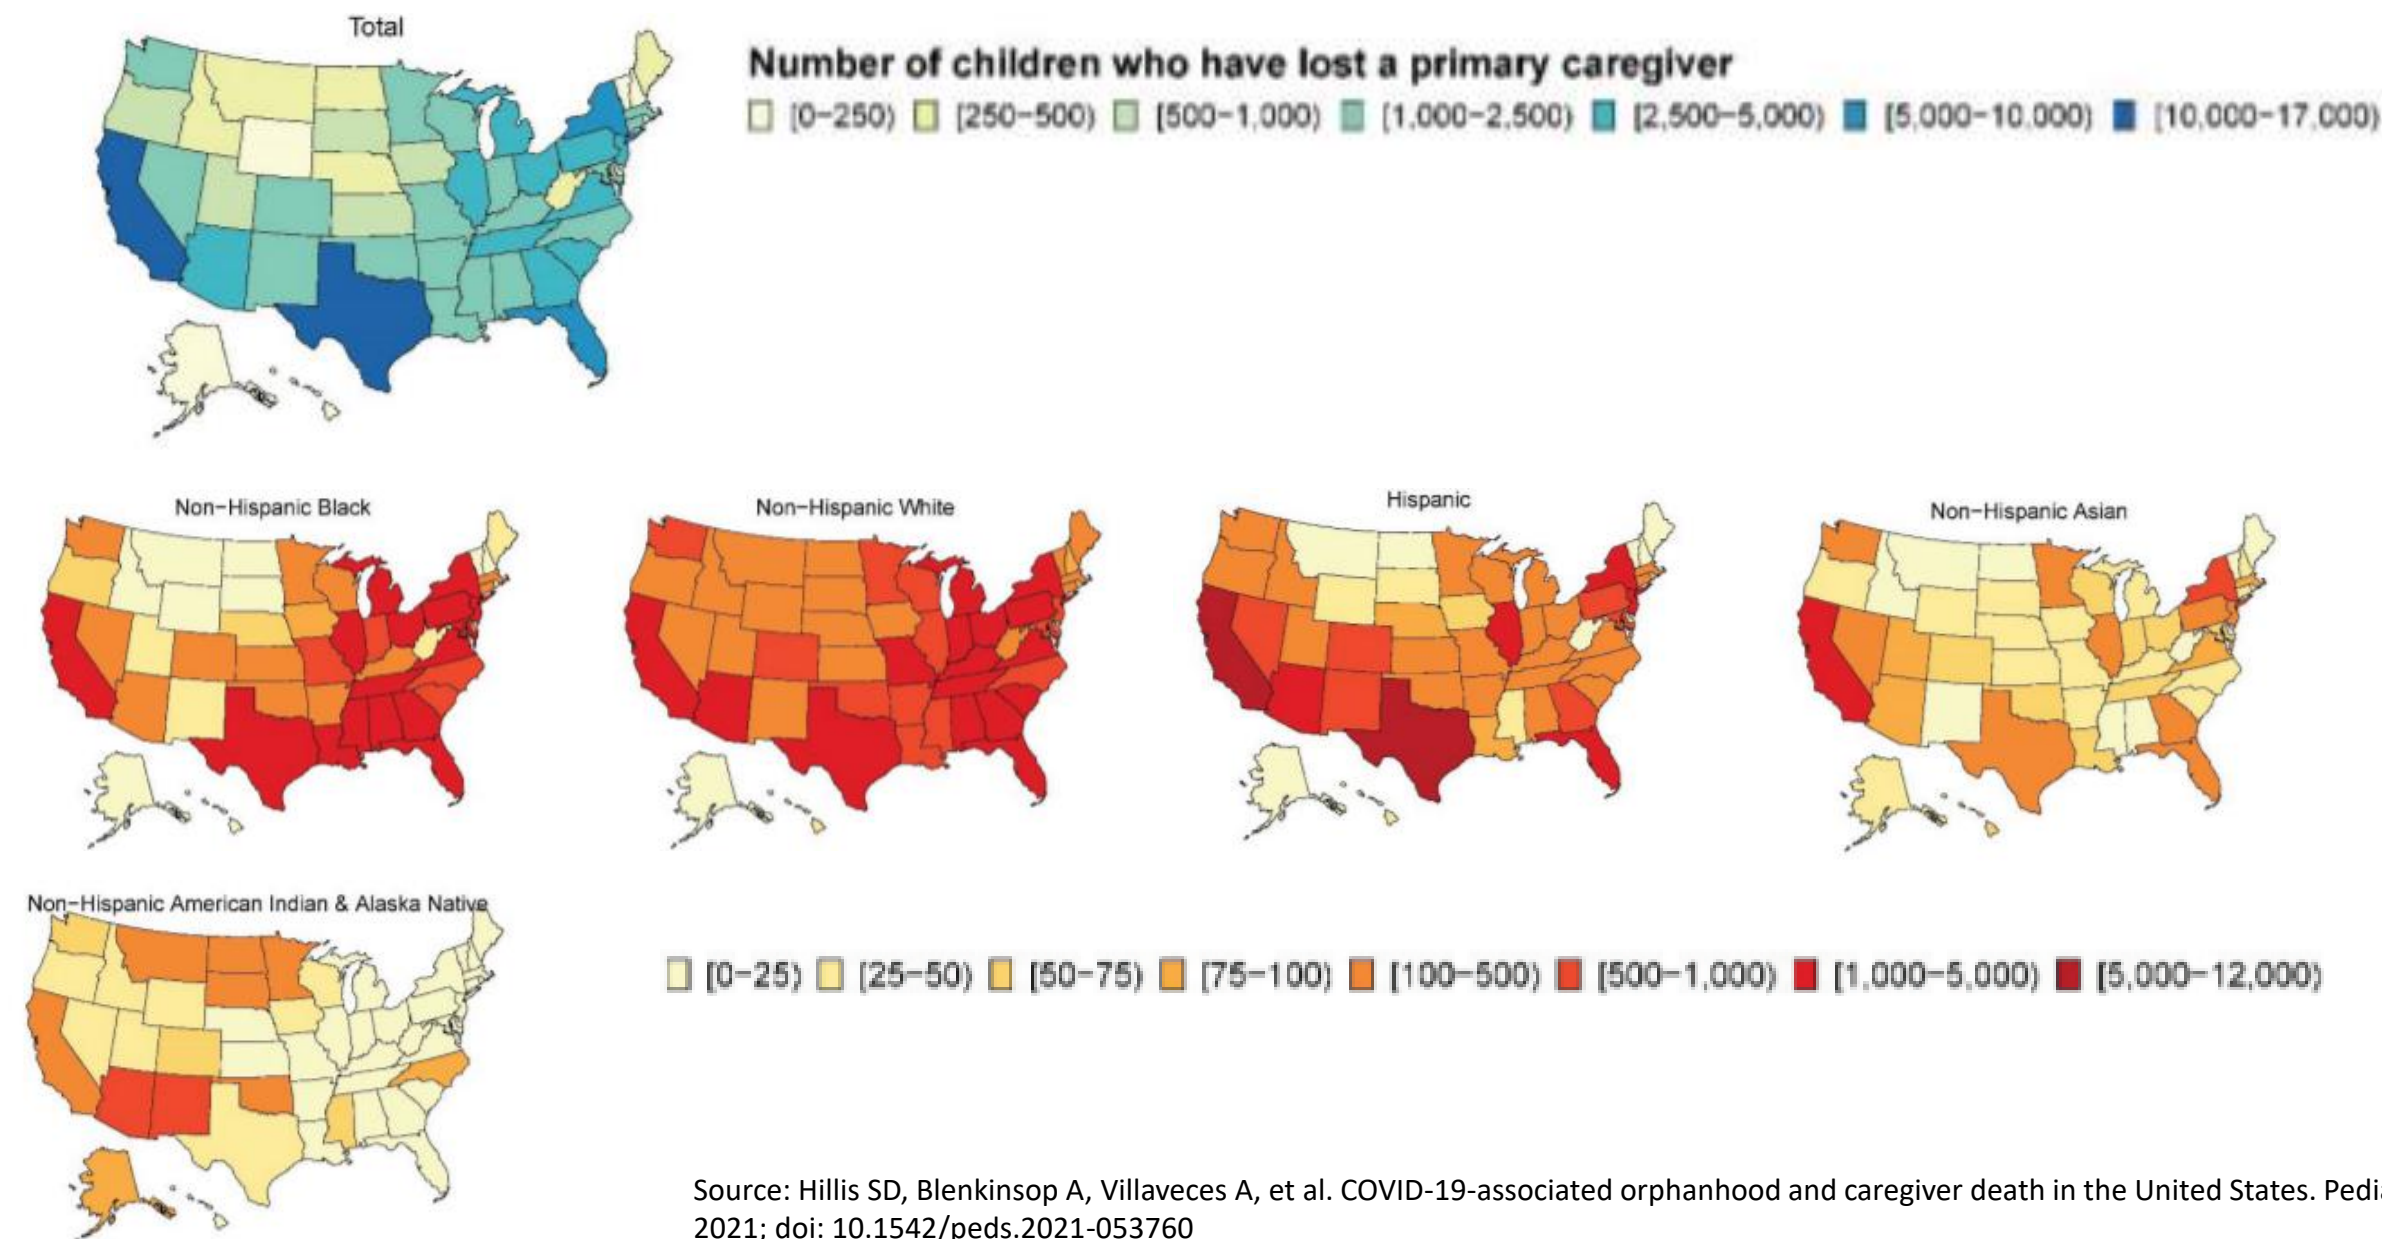 Total
Number of children who have lost a primary caregiver
[0−250) [250−500) [500−1,000) [1,000−2,500) [2,500−5,000) [5,000−10,000) [10,000−17,000)
Non−Hispanic Black
Non−Hispanic White
Hispanic
Non−Hispanic Asian
Non−Hispanic American Indian & Alaska Native
[0−25) [25−50) [50−75) [75−100) [100−500) [500−1,000) [1,000−5,000) [5,000−12,000)
Source: Hillis SD, Blenkinsop A, Villaveces A, et al. COVID-19-associated orphanhood and caregiver death in the United States.
2021; doi: 10.1542/peds.2021-053760